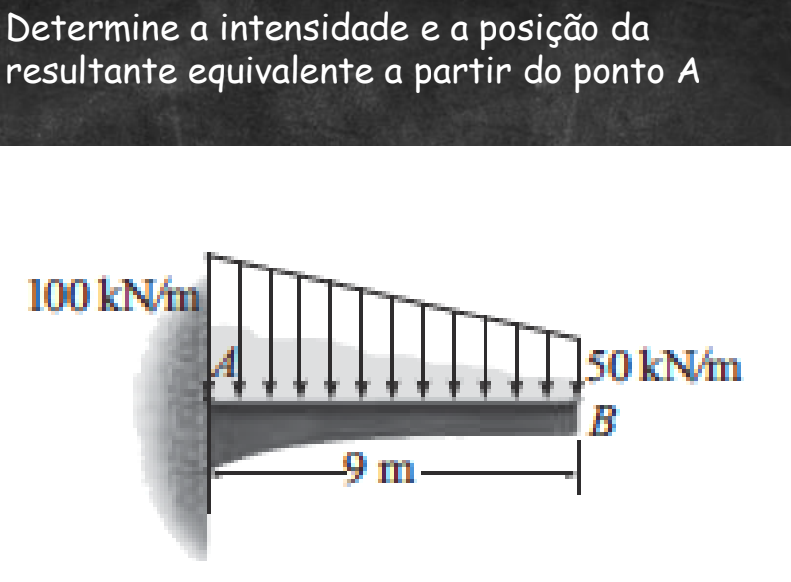 Determine a intensidade e a posição da
resultante equivalente a partir do ponto A
100 kN/m
A
50 kN/m
B
9 m